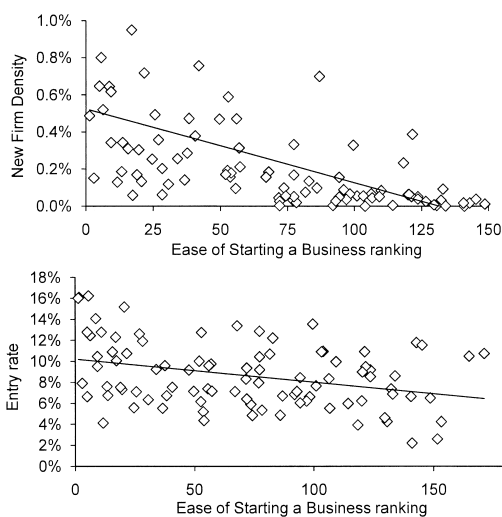 1.0%
0.8%
0.6%
0.4%
0.2%
0.0%
New Firm Density
0 25 50 75 100 125 150
Ease of Starting a Business ranking
18%
16%
14%
12%
10%
8%
6%
4%
2%
0%
Entry rate
0 50 100 150
Ease of Starting a Business ranking